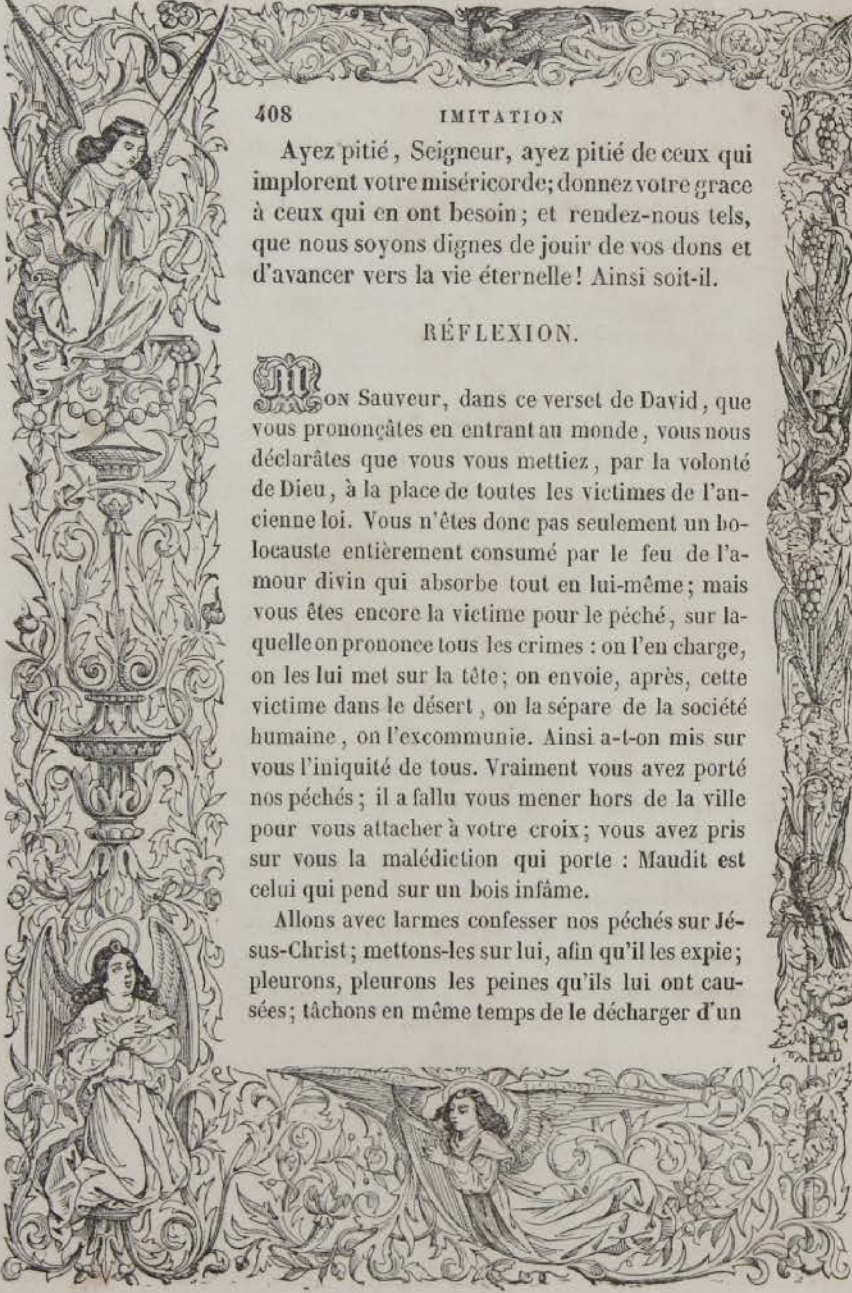 408 IMITATION
Ayez pitié, Seigneur, ayez pitié de ceux qui
implorent votre miséricorde; donnez votre grace
à ceux qui en ont besoin; et rendez-nous tels,
que nous soyons dignes de jouir de vos dons et
d'avancer vers la vie éternelle! Ainsi soit-il.
RÉFLEXION.
MON Sauveur, dans ce verset de David, que
vous prononçâtes en entrant au monde, vous nous
déclarâtes que vous vous mettiez, par la volonté
de Dieu, à la place de toutes les victimes de l'an-
cienne loi. Vous n'êtes donc pas seulement un ho-
locauste entièrement consumé par le feu de l'a-
mour divin qui absorbe tout en lui-même; mais
vous êtes encore la victime pour le péché, sur la-
quelle on prononce tous les crimes : on l'en charge,
on les lui met sur la tête; on envoie, après, cette
victime dans le désert, on la sépare de la société
humaine, on l'excommunie. Ainsi a-t-on mis sur
vous l'iniquité de tous. Vraiment vous avez porté
nos péchés; il a fallu vous mener hors de la ville
pour vous attacher à votre croix; vous avez pris
sur vous la malédiction qui porte : Maudit est
celui qui pend sur un bois infâme.
Allons avec larmes confesser nos péchés sur Jé-
sus-Christ; mettons-les sur lui, afin qu'il les expie;
pleurons, pleurons les peines qu'ils lui ont cau-
sées; tâchons en même temps de le décharger d'un